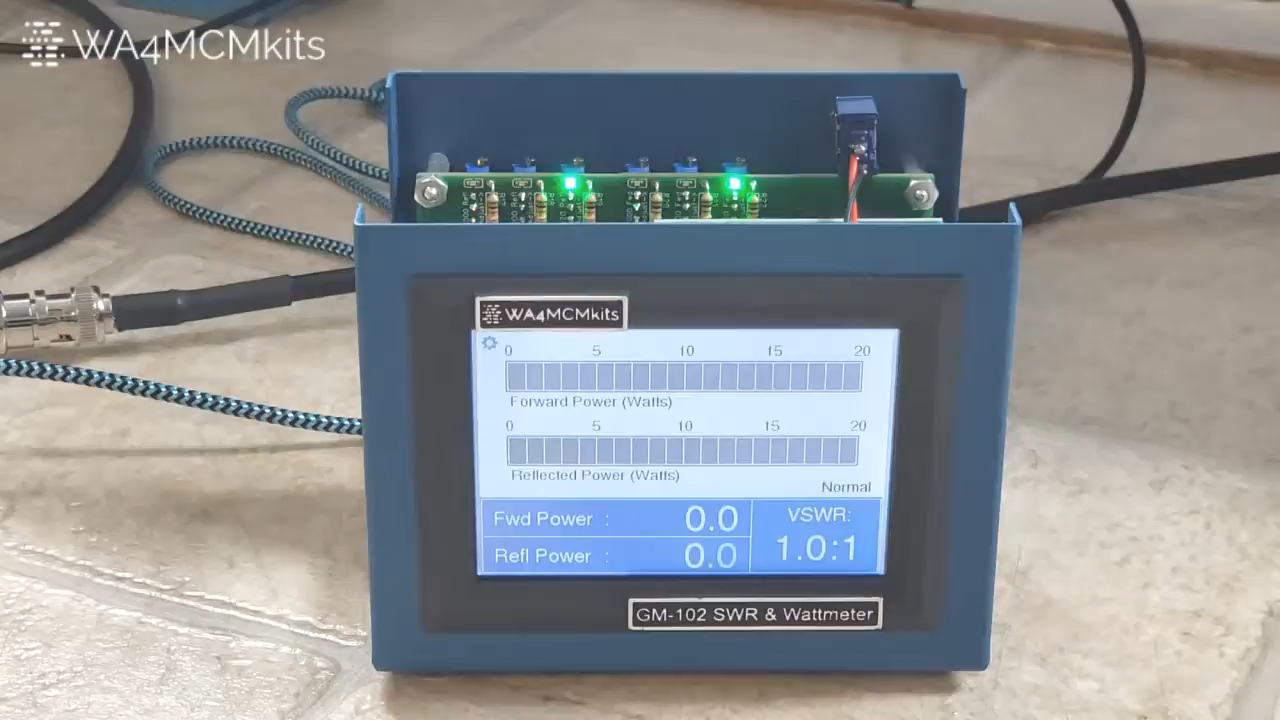 WA4MCMkits
WA4MCMkits
0 5 10 15 20
Forward Power (Watts)
0 5 10 15 20
Reflected Power (Watts)
Normal
Fwd Power : 0.0
Refl Power : 0.0
VSWR:
1.0:1
GM-102 SWR & Wattmeter